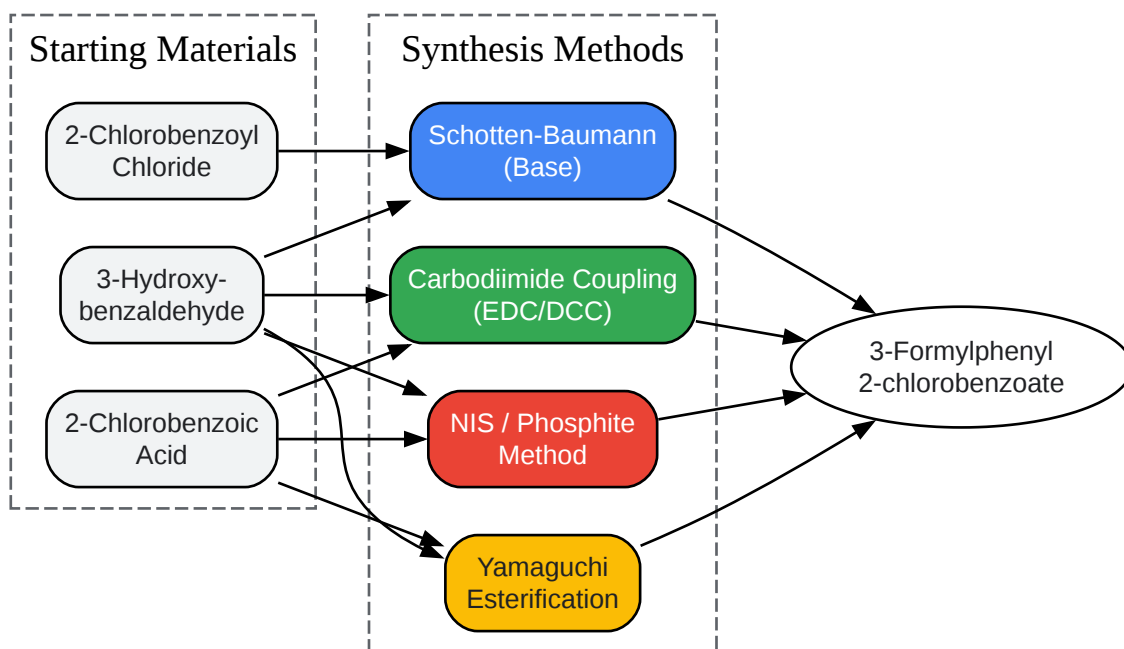 Starting Materials
2-Chlorobenzoyl
Chloride
3-Hydroxy-
benzaldehyde
2-Chlorobenzoic
Acid
Synthesis Methods
Schotten-Baumann
(Base)
Carbodiimide Coupling
(EDC/DCC)
NIS / Phosphite
Method
Yamaguchi
Esterification
3-Formylphenyl
2-chlorobenzoate